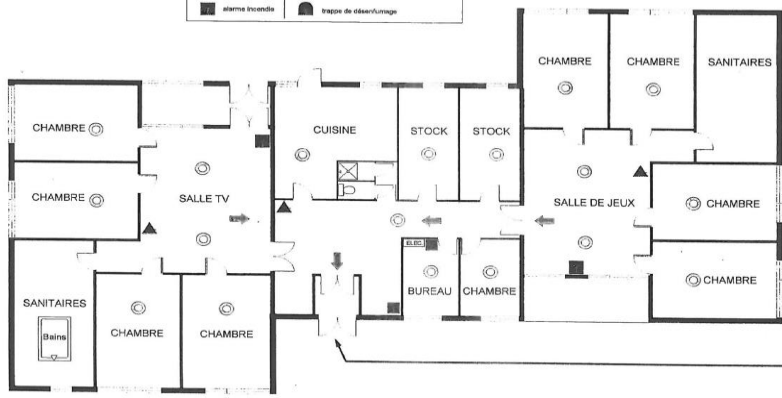 alarme incendie
trappe de désenfumage
CHAMBRE
CHAMBRE
SANITAIRES
CHAMBRE
CUISINE
STOCK
STOCK
CHAMBRE
SALLE TV
SALLE DE JEUX
CHAMBRE
ELEC.
CHAMBRE
SANITAIRES
BUREAU
CHAMBRE
CHAMBRE
CHAMBRE
Bains